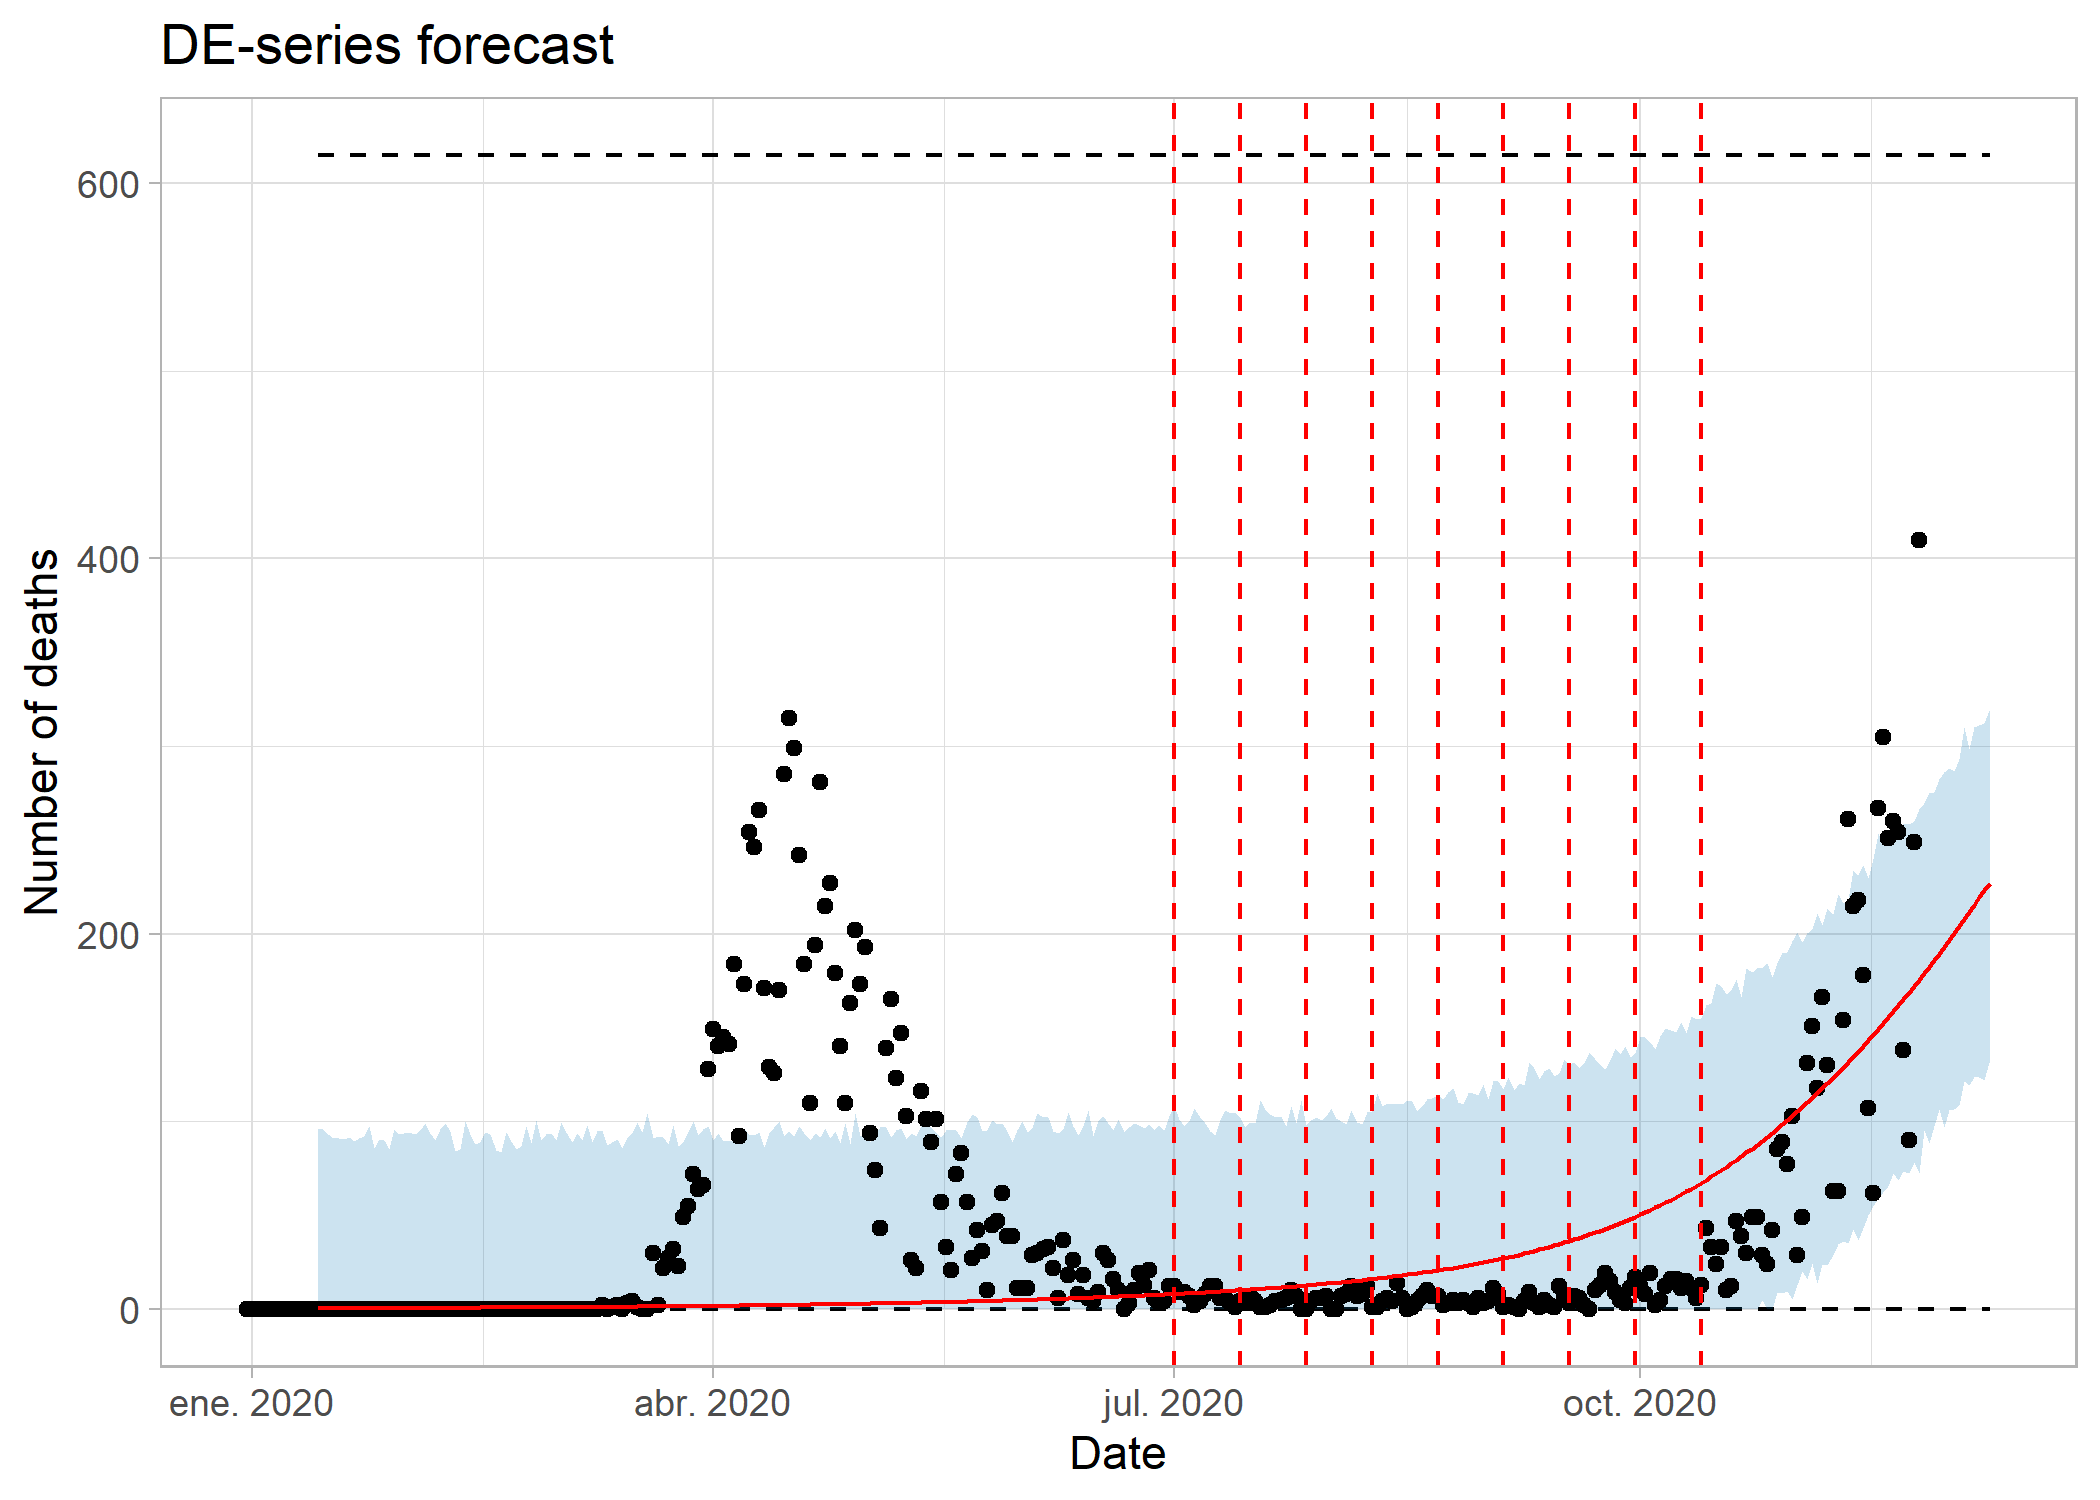 DE-series forecast
Number of deaths
600
400
200
0
ene. 2020 abr. 2020 jul. 2020 oct. 2020
Date